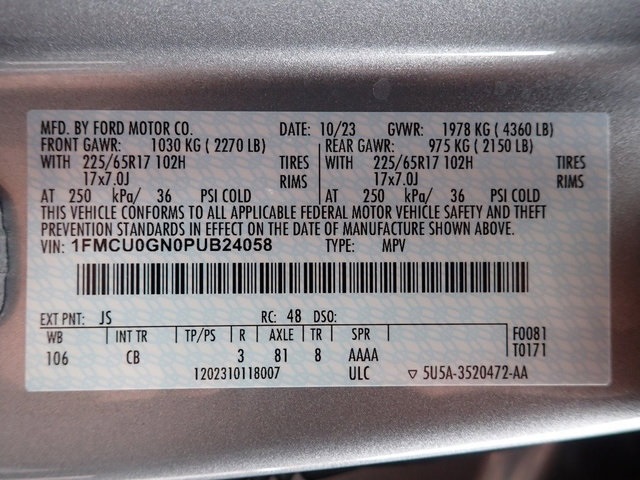 MFD. BY FORD MOTOR CO. DATE: 10/23 GVWR: 1978 KG ( 4360 LB)
FRONT GAWR: 1030 KG ( 2270 LB) REAR GAWR: 975 KG ( 2150 LB)
WITH 225/65R17 102H TIRES WITH 225/65R17 102H TIRES
17x7.0J RIMS 17x7.0J RIMS
AT 250 kPa/ 36 PSI COLD AT 250 kPa/ 36 PSI COLD
THIS VEHICLE CONFORMS TO ALL APPLICABLE FEDERAL MOTOR VEHICLE SAFETY AND THEFT
PREVENTION STANDARDS IN EFFECT ON THE DATE OF MANUFACTURE SHOWN ABOVE.
VIN: 1FMCU0GN0PUB24058 TYPE: MPV
EXT PNT: JS RC: 48 DSO:
WB INT TR TP/PS R AXLE TR SPR F0081
106 CB 3 81 8 AAAA T0171
1202310118007 ULC ▽ 5U5A-3520472-AA